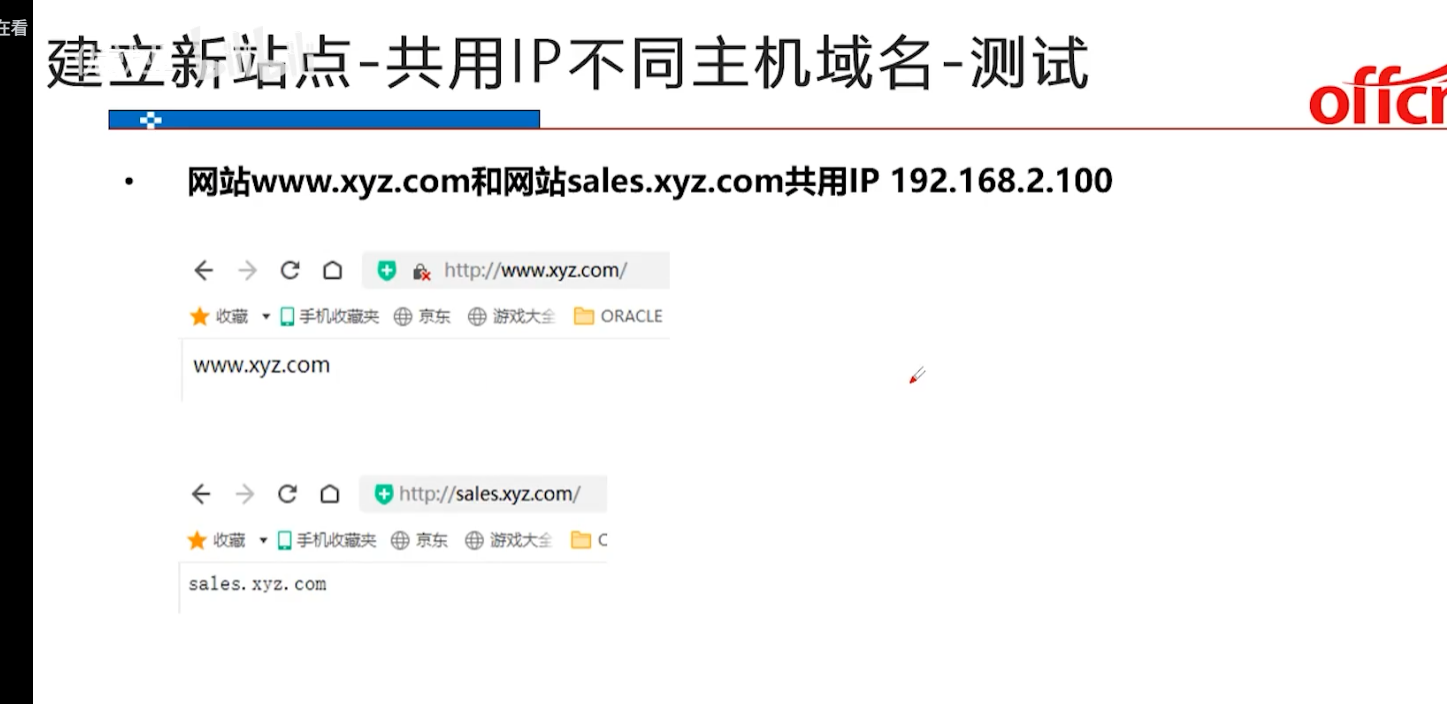 在看
建立新站点-共用IP不同主机域名-测试
offcn
• 网站www.xyz.com和网站sales.xyz.com共用IP 192.168.2.100
http://www.xyz.com/
收藏 手机收藏夹 京东 游戏大全 ORACLE
www.xyz.com
http://sales.xyz.com/
收藏 手机收藏夹 京东 游戏大全
sales.xyz.com